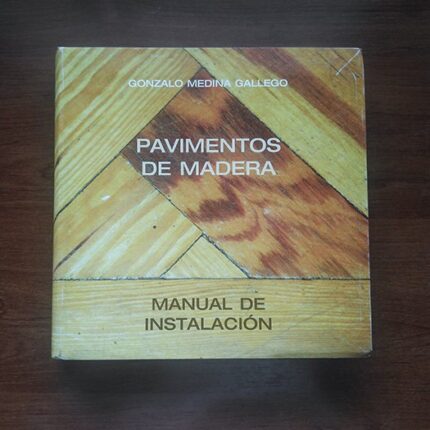 GONZALO MEDINA GALLEGO
PAVIMENTOS
DE MADERA
MANUAL DE
INSTALACIÓN